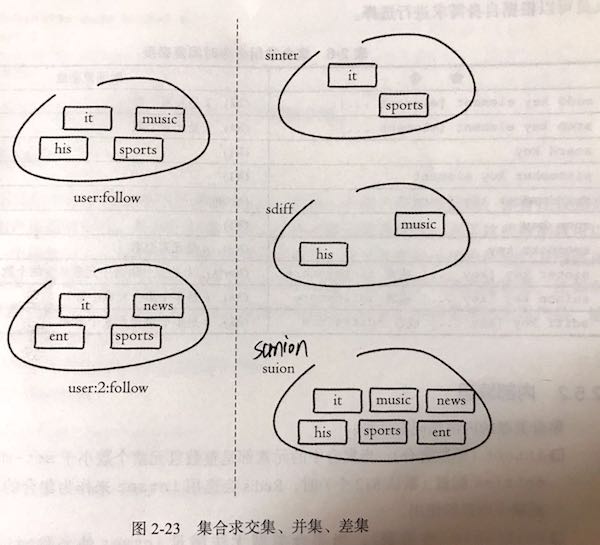 it music
his sports
user:follow
it news
ent sports
user:2:follow
sinter
it
sports
sdiff
music
his
sunion
suion
it music news
his sports ent
图 2-23 集合求交集、并集、差集